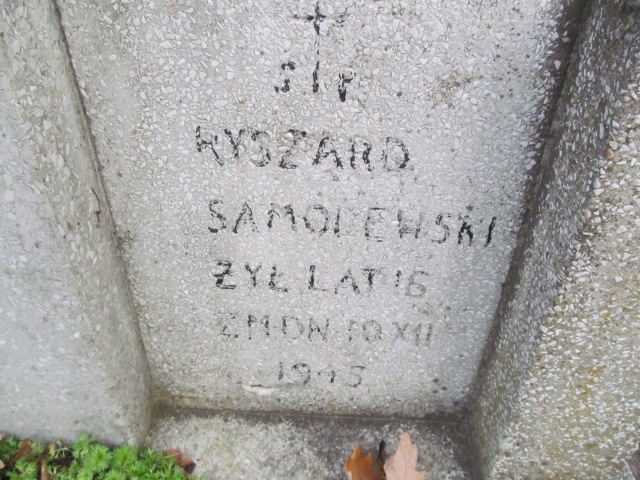 Ś I P
RYSZARD
SAMOLEWSKI
ŻYŁ LAT 16
ZM DN 10 XII
1945